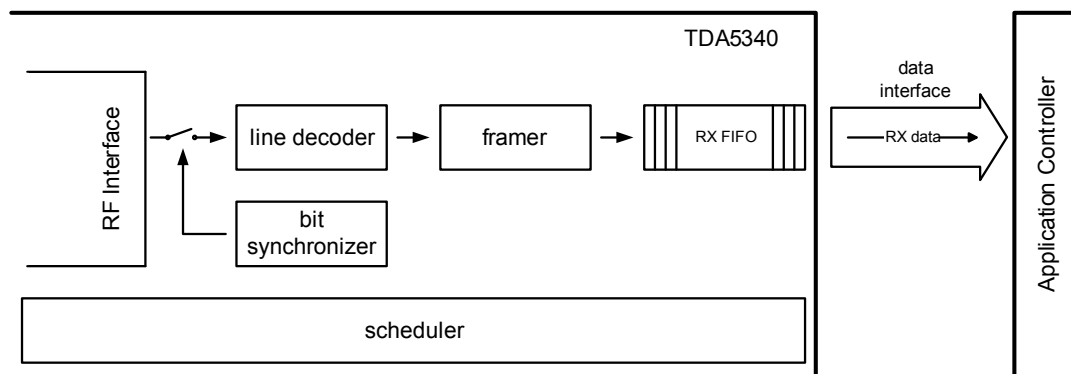 TDA5340
RF Interface
line decoder
framer
RX FIFO
bit
synchronizer
scheduler
data
interface
RX data
Application Controller